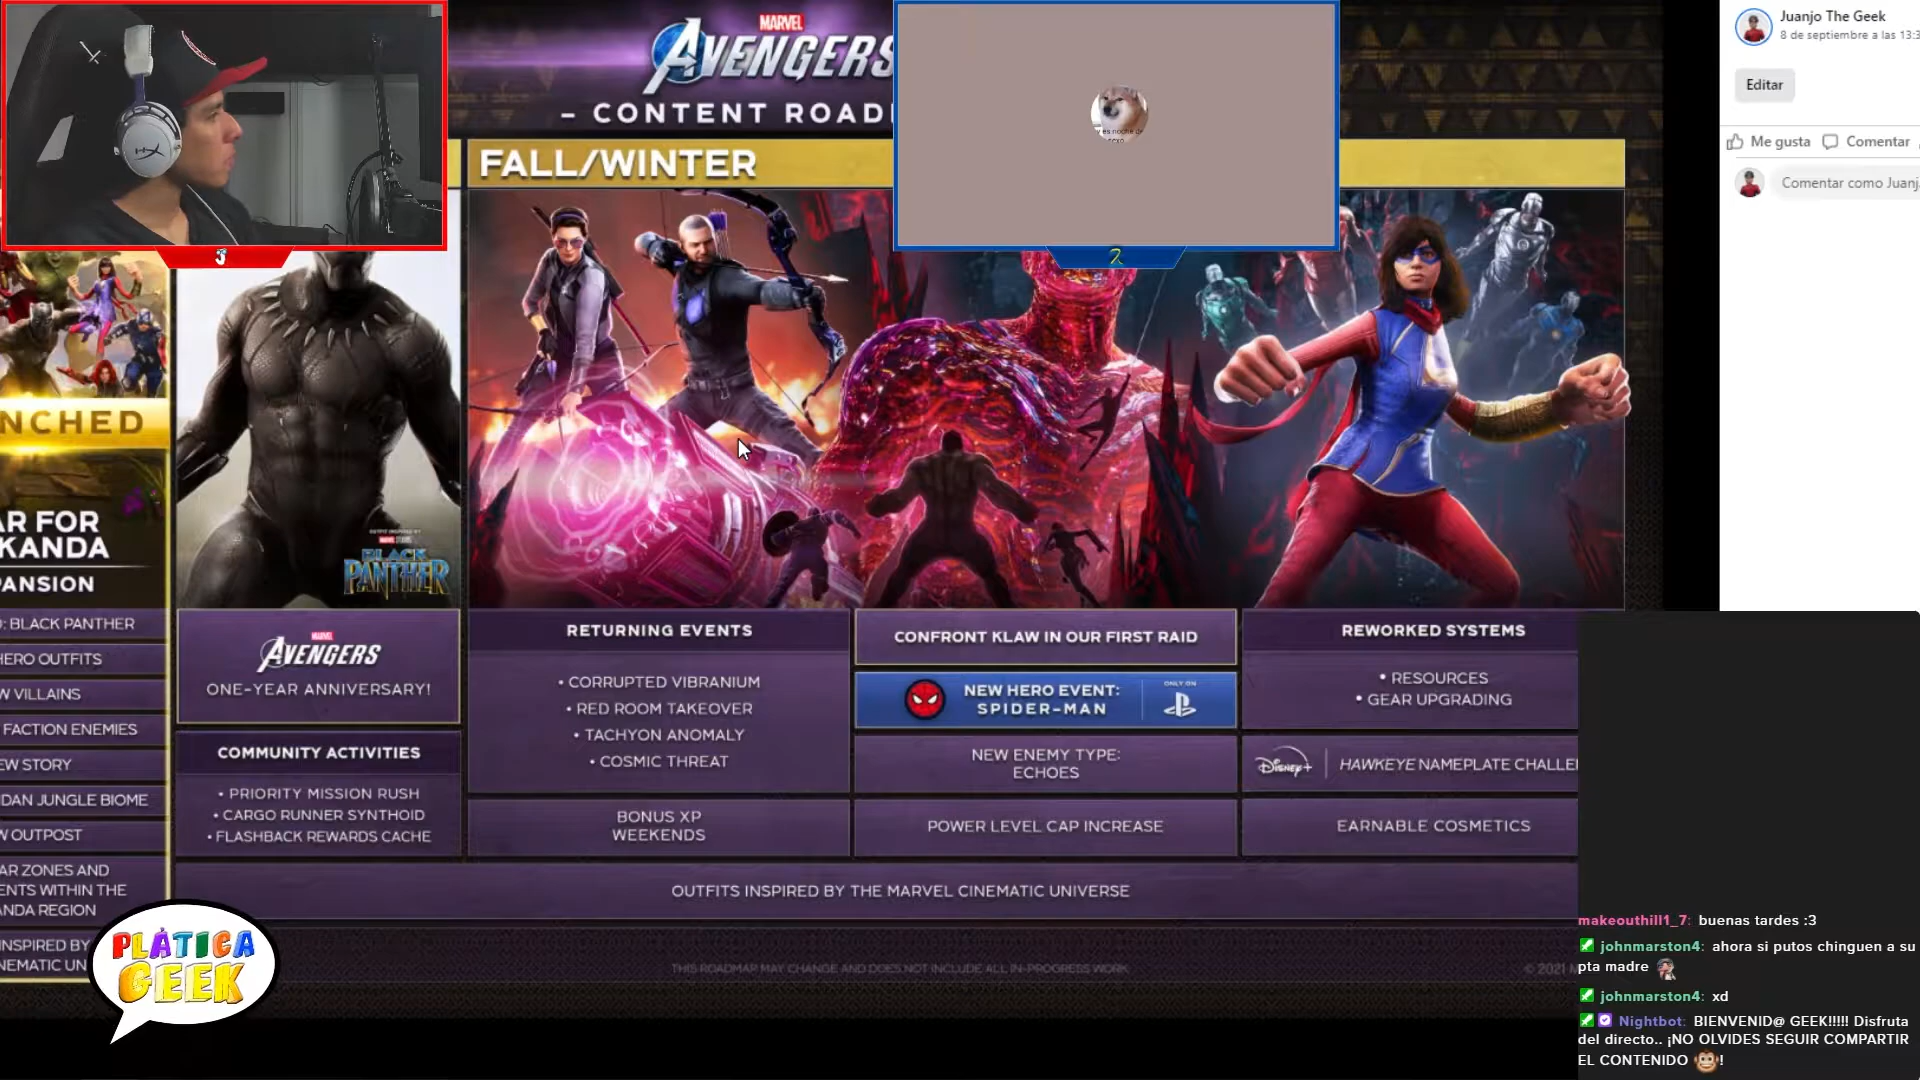 MARVEL
AVENGERS
- CONTENT ROAD
FALL/WINTER
Juanjo The Geek
8 de septiembre a las 13:3
Editar
Me gusta
Comentar
Comentar como Juanj
3
2
NCHED
AR FOR
KANDA
PANSION
: BLACK PANTHER
HERO OUTFITS
W VILLAINS
FACTION ENEMIES
EW STORY
NDAN JUNGLE BIOME
W OUTPOST
AR ZONES AND
ENTS WITHIN THE
ANDA REGION
INSPIRED BY
NEMATIC UN
BLACK
PANTHER
MARVEL
AVENGERS
ONE-YEAR ANNIVERSARY!
COMMUNITY ACTIVITIES
• PRIORITY MISSION RUSH
• CARGO RUNNER SYNTHOID
• FLASHBACK REWARDS CACHE
RETURNING EVENTS
• CORRUPTED VIBRANIUM
• RED ROOM TAKEOVER
• TACHYON ANOMALY
• COSMIC THREAT
BONUS XP
WEEKENDS
CONFRONT KLAW IN OUR FIRST RAID
NEW HERO EVENT:
SPIDER-MAN
ONLY ON
NEW ENEMY TYPE:
ECHOES
POWER LEVEL CAP INCREASE
REWORKED SYSTEMS
• RESOURCES
• GEAR UPGRADING
Disney+
HAWKEYE NAMEPLATE CHALLE
EARNABLE COSMETICS
OUTFITS INSPIRED BY THE MARVEL CINEMATIC UNIVERSE
THIS ROADMAP MAY CHANGE AND DOES NOT INCLUDE ALL IN-PROGRESS WORK
© 2021 M
PLÁTICA
GEEK
makeouthill1_7: buenas tardes :3
johnmarston4: ahora si putos chinguen a su
pta madre
johnmarston4: xd
Nightbot: BIENVENID@ GEEK!!!!! Disfruta
del directo.. ¡NO OLVIDES SEGUIR COMPARTIR
EL CONTENIDO !